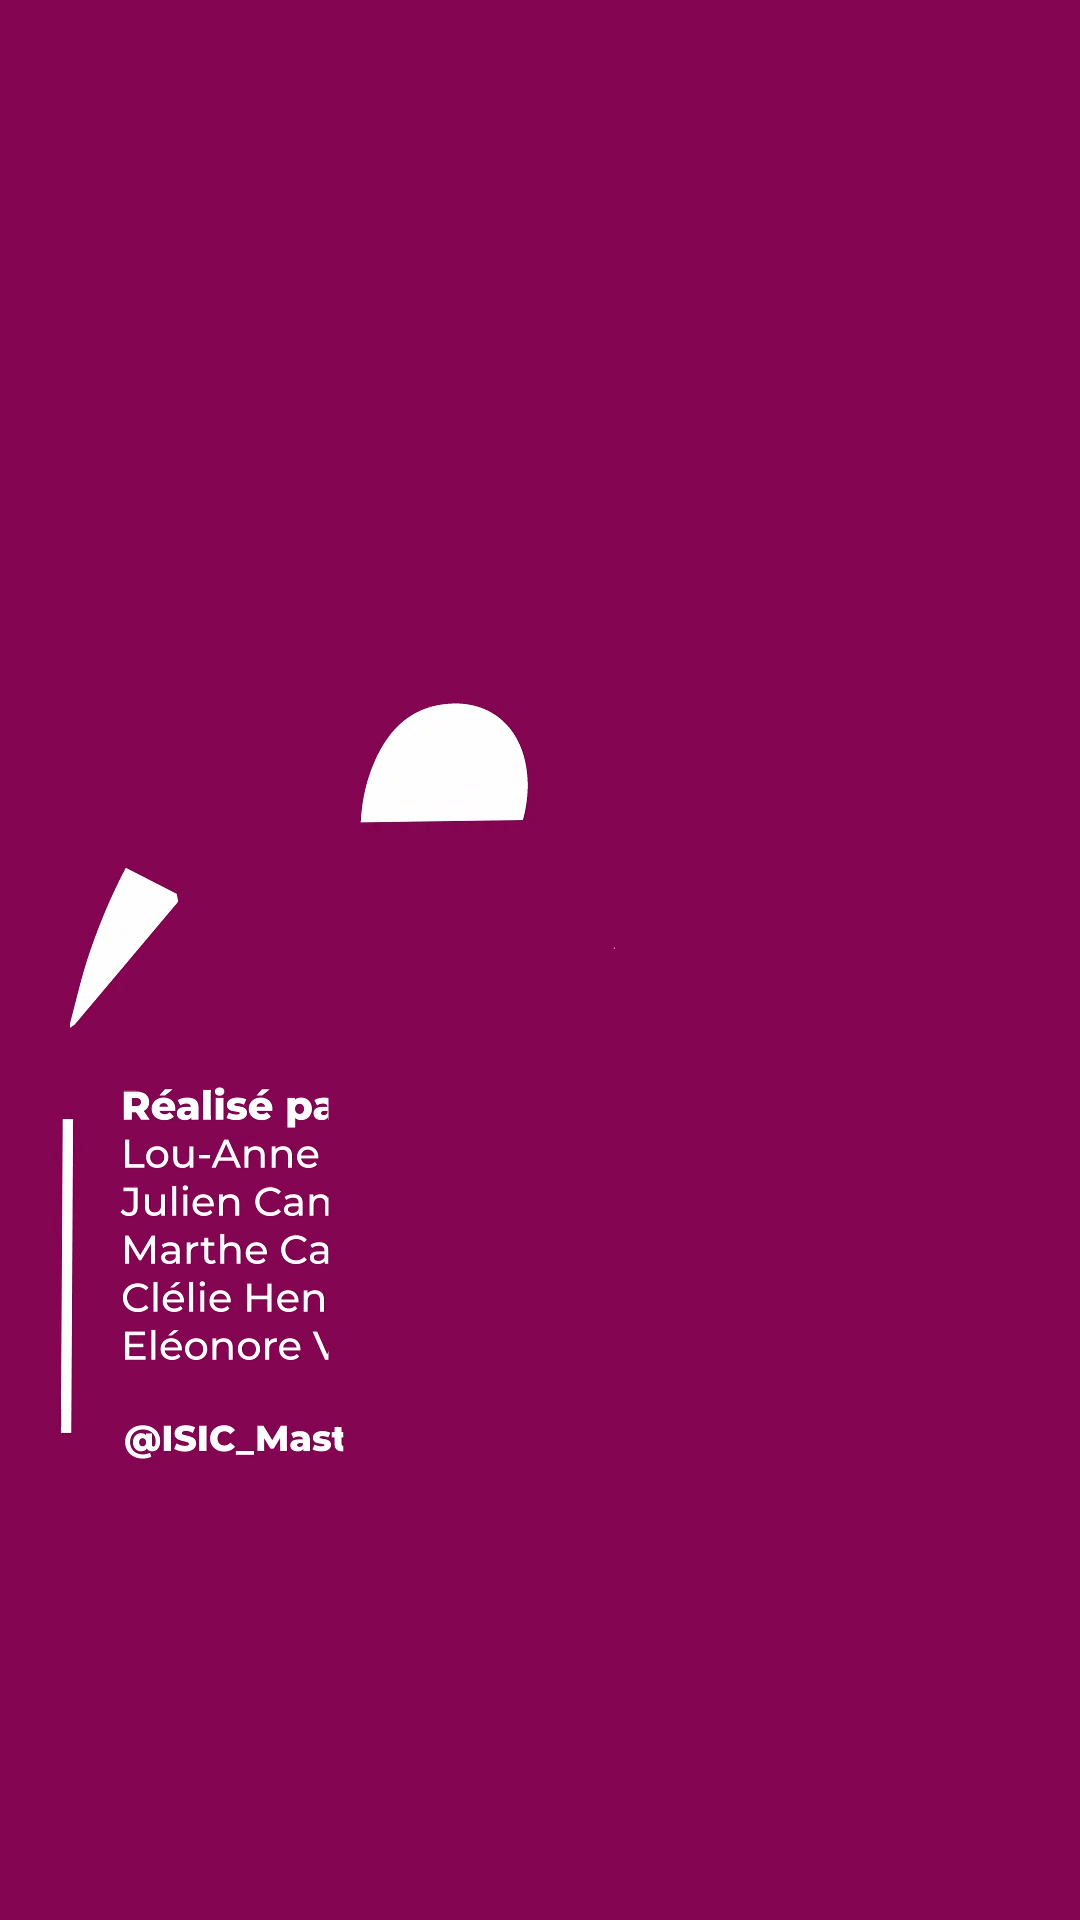 Réalisé pa
Lou-Anne
Julien Can
Marthe Ca
Clélie Hen
Eléonore
@ISIC_Mast